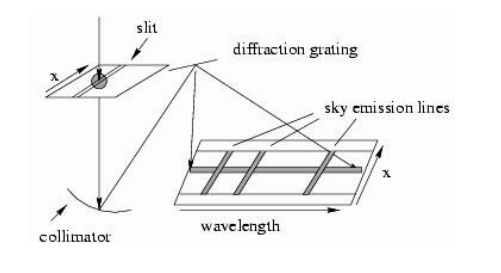 slit
diffraction grating
x
sky emission lines
x
wavelength
collimator